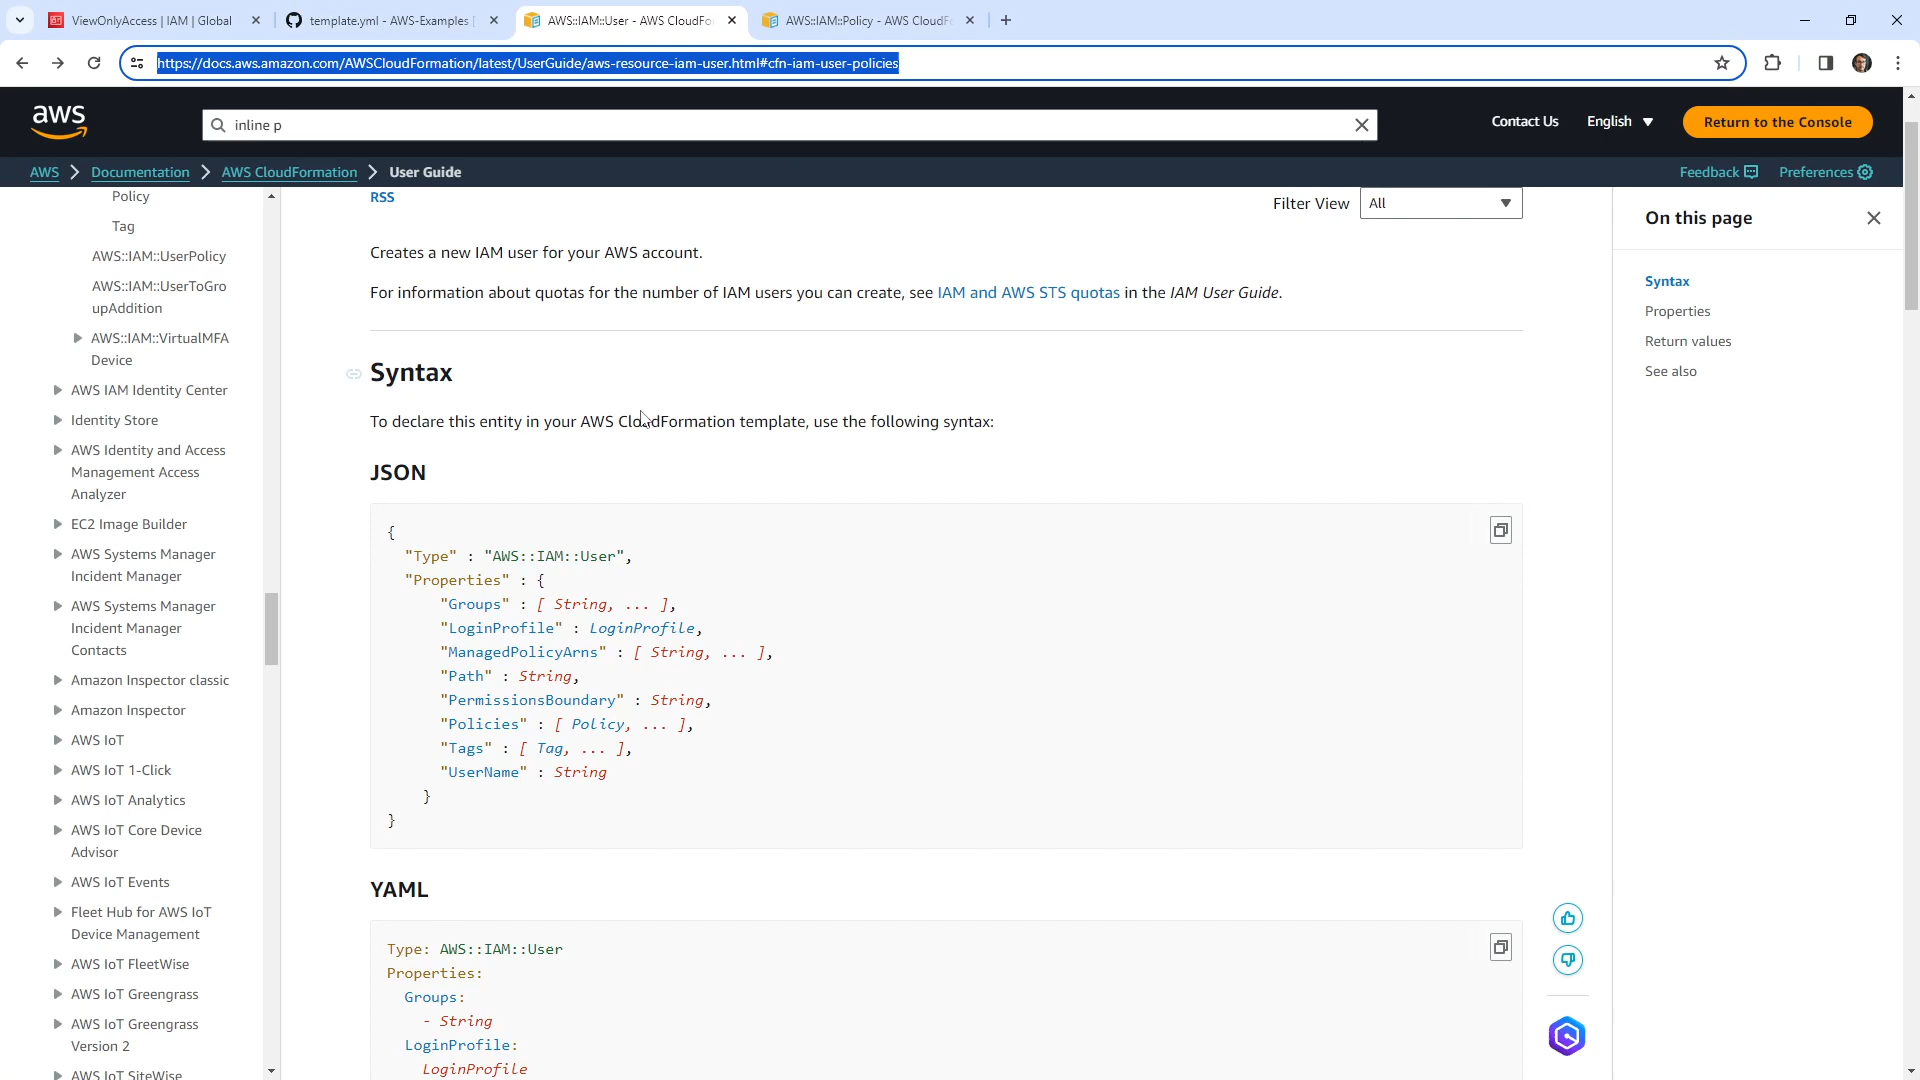 ViewOnlyAccess | IAM | Global
template.yml - AWS-Examples
AWS::IAM::User - AWS CloudFo
AWS::IAM::Policy - AWS CloudF
https://docs.aws.amazon.com/AWSCloudFormation/latest/UserGuide/aws-resource-iam-user.html#cfn-iam-user-policies
aws
inline p
Contact Us
English
Return to the Console
AWS
Documentation
AWS CloudFormation
User Guide
Feedback
Preferences
Policy
Tag
AWS::IAM::UserPolicy
AWS::IAM::UserToGro
upAddition
AWS::IAM::VirtualMFA
Device
AWS IAM Identity Center
Identity Store
AWS Identity and Access
Management Access
Analyzer
EC2 Image Builder
AWS Systems Manager
Incident Manager
AWS Systems Manager
Incident Manager
Contacts
Amazon Inspector classic
Amazon Inspector
AWS IoT
AWS IoT 1-Click
AWS IoT Analytics
AWS IoT Core Device
Advisor
AWS IoT Events
Fleet Hub for AWS IoT
Device Management
AWS IoT FleetWise
AWS IoT Greengrass
AWS IoT Greengrass
Version 2
AWS IoT SiteWise
RSS
Filter View
All
Creates a new IAM user for your AWS account.
For information about quotas for the number of IAM users you can create, see IAM and AWS STS quotas in the IAM User Guide.
Syntax
To declare this entity in your AWS CloudFormation template, use the following syntax:
JSON
{
"Type" : "AWS::IAM::User",
"Properties" : {
"Groups" : [ String, ... ],
"LoginProfile" : LoginProfile,
"ManagedPolicyArns" : [ String, ... ],
"Path" : String,
"PermissionsBoundary" : String,
"Policies" : [ Policy, ... ],
"Tags" : [ Tag, ... ],
"UserName" : String
}
}
YAML
Type: AWS::IAM::User
Properties:
Groups:
- String
LoginProfile:
LoginProfile
On this page
Syntax
Properties
Return values
See also